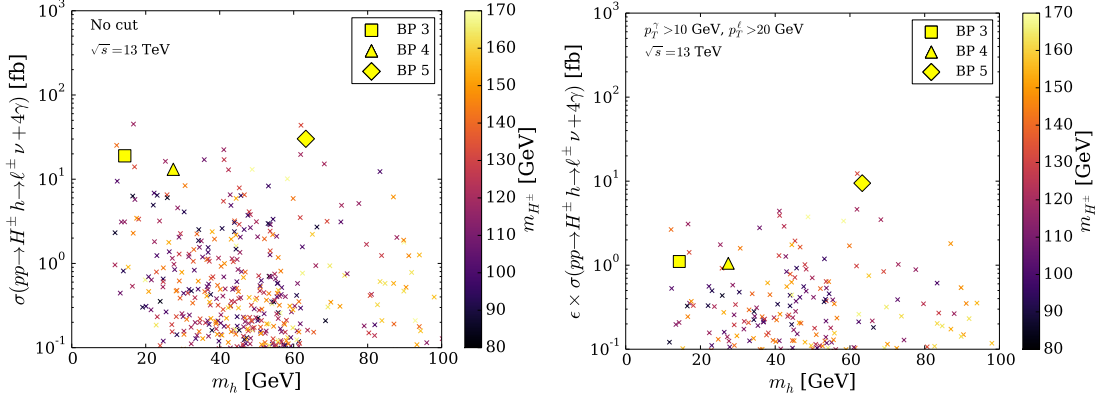 No cut
√s = 13 TeV
BP 3
BP 4
BP 5
σ(pp→H± h→ℓ± ν+4γ) [fb]
10³
10²
10¹
10⁰
10⁻¹
0 20 40 60 80 100
m_h [GeV]
170
160
150
140
130
120
110
100
90
80
m_H± [GeV]
p_T^γ >10 GeV, p_T^ℓ >20 GeV
√s = 13 TeV
BP 3
BP 4
BP 5
ϵ × σ(pp→H± h→ℓ± ν+4γ) [fb]
10³
10²
10¹
10⁰
10⁻¹
0 20 40 60 80 100
m_h [GeV]
170
160
150
140
130
120
110
100
90
80
m_H± [GeV]